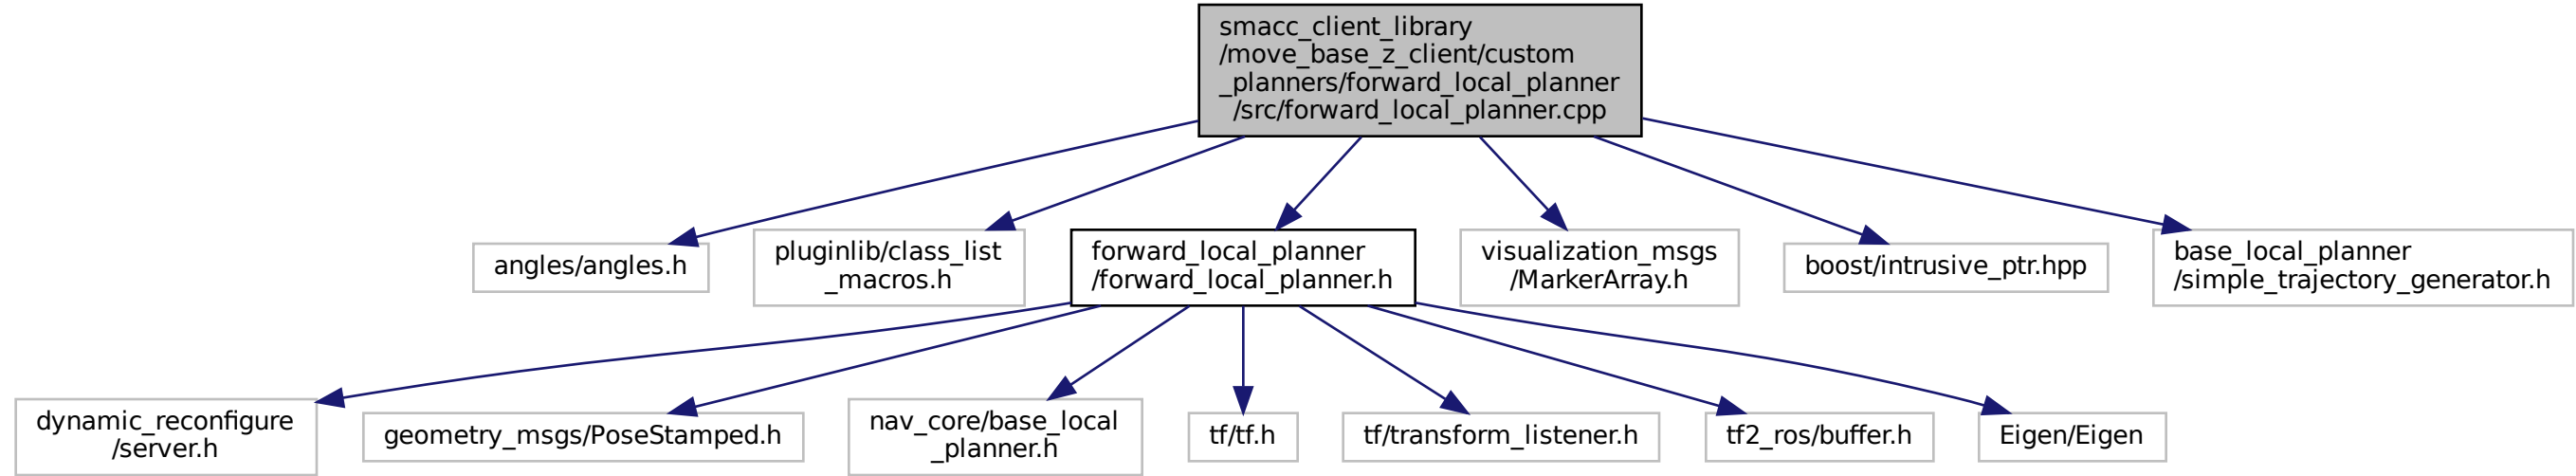 smacc_client_library
/move_base_z_client/custom
_planners/forward_local_planner
/src/forward_local_planner.cpp
angles/angles.h
pluginlib/class_list
_macros.h
forward_local_planner
/forward_local_planner.h
visualization_msgs
/MarkerArray.h
boost/intrusive_ptr.hpp
base_local_planner
/simple_trajectory_generator.h
dynamic_reconfigure
/server.h
geometry_msgs/PoseStamped.h
nav_core/base_local
_planner.h
tf/tf.h
tf/transform_listener.h
tf2_ros/buffer.h
Eigen/Eigen